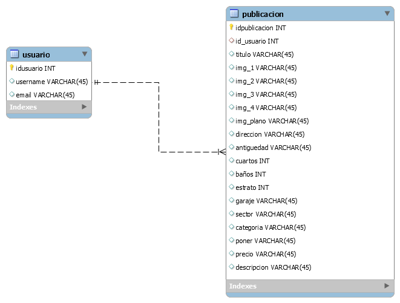 usuario
idusuario INT
username VARCHAR(45)
email VARCHAR(45)
Indexes
publicacion
idpublicacion INT
id_usuario INT
titulo VARCHAR(45)
img_1 VARCHAR(45)
img_2 VARCHAR(45)
img_3 VARCHAR(45)
img_4 VARCHAR(45)
img_plano VARCHAR(45)
direccion VARCHAR(45)
antiguedad VARCHAR(45)
cuartos INT
baños INT
estrato INT
garaje VARCHAR(45)
sector VARCHAR(45)
categoria VARCHAR(45)
poner VARCHAR(45)
precio VARCHAR(45)
descripcion VARCHAR(45)
Indexes